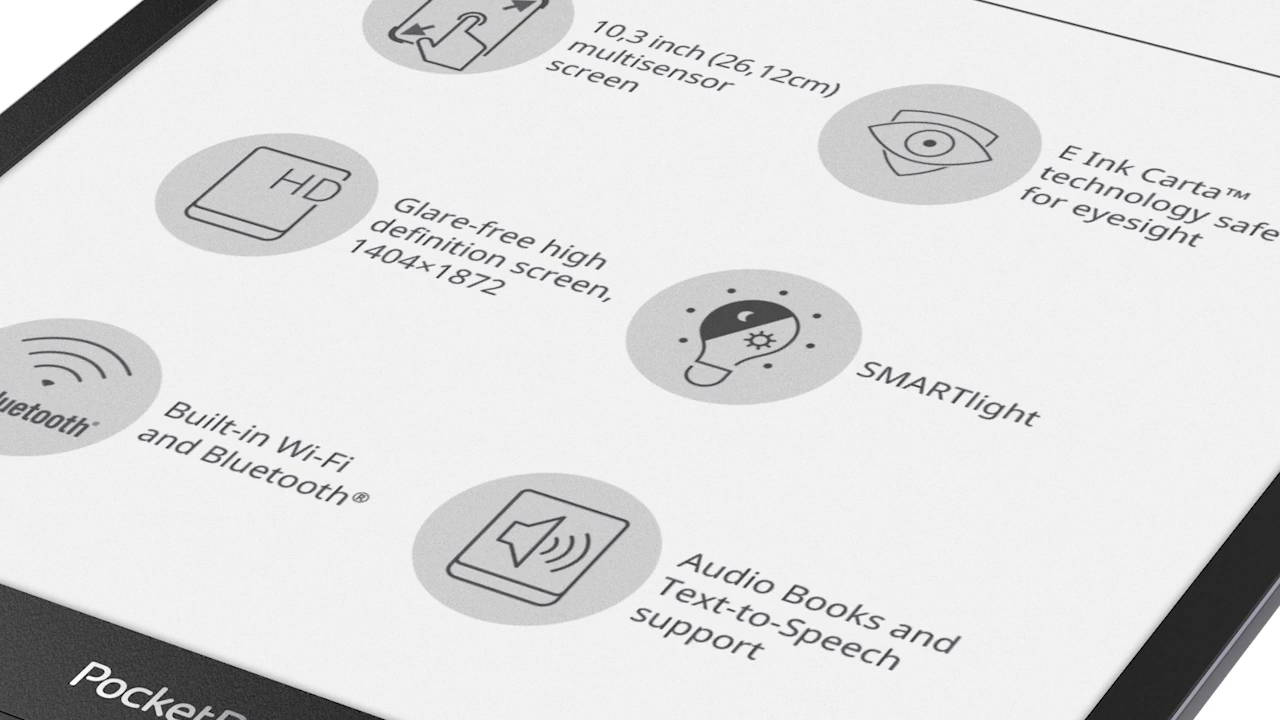 10,3 inch (26,12cm)
multisensor
screen
E Ink Carta™
technology safe
for eyesight
HD
Glare-free high
definition screen,
1404×1872
SMARTlight
Built-in Wi-Fi
and Bluetooth®
Audio Books and
Text-to-Speech
support